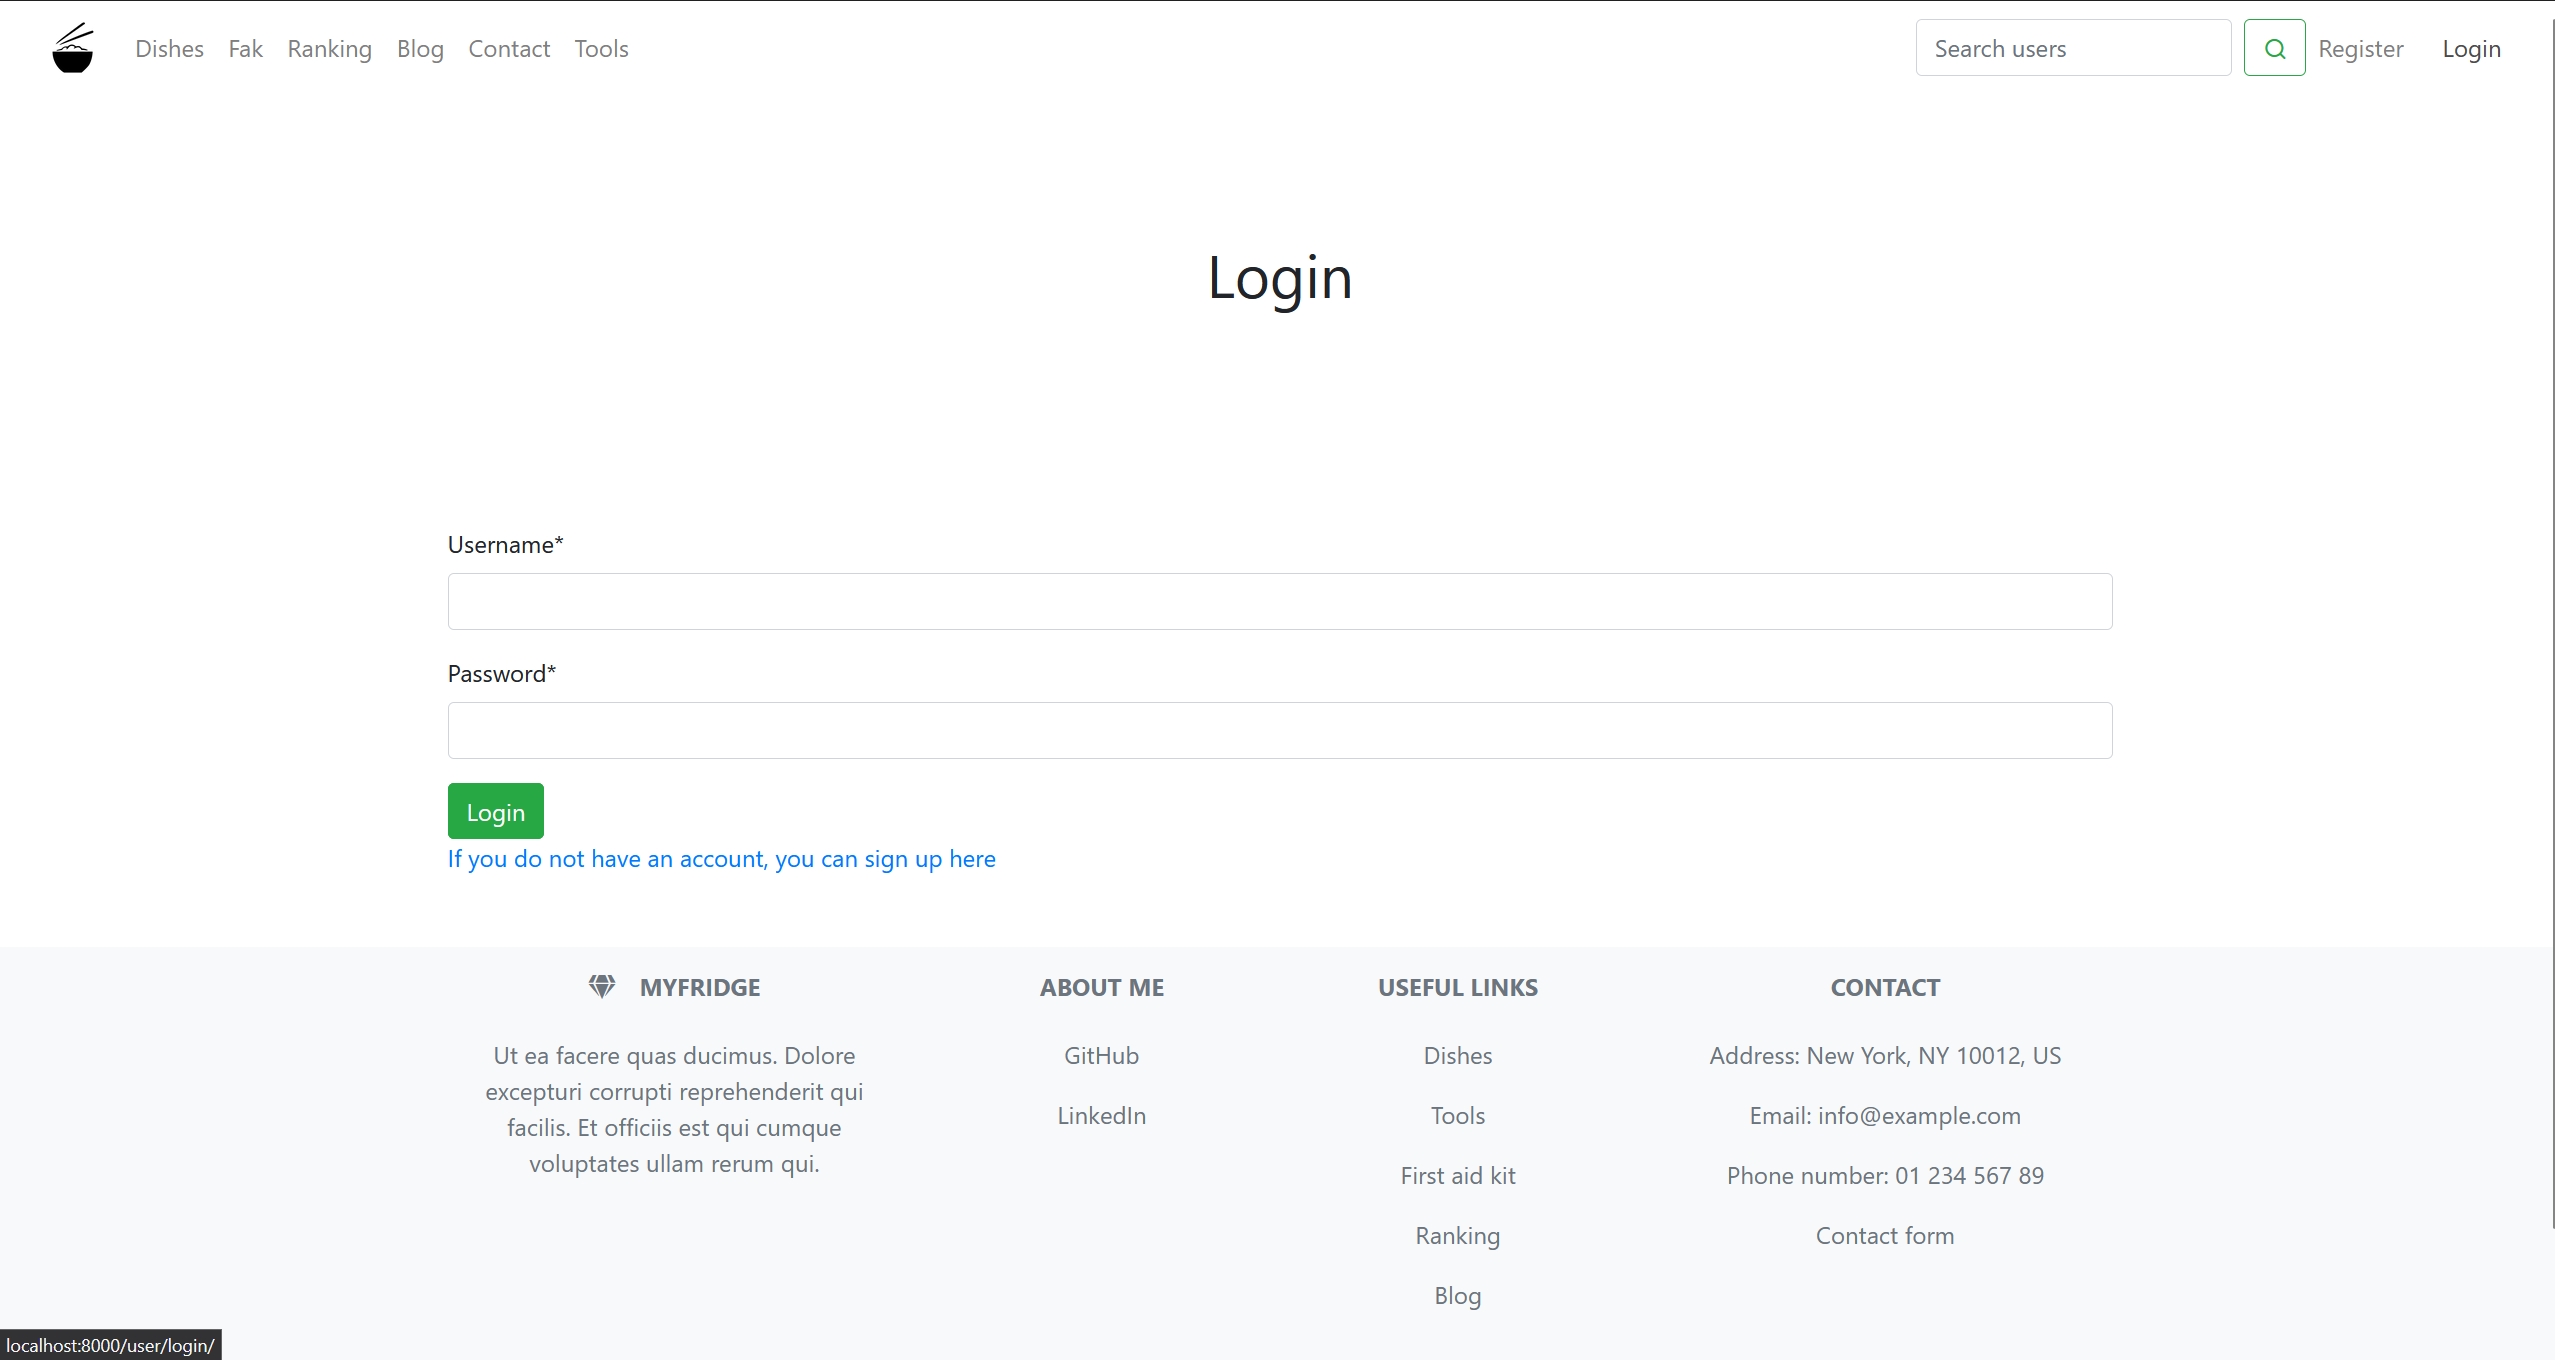 Dishes Fak Ranking Blog Contact Tools Search users Register Login
Login
Username*
Password*
Login
If you do not have an account, you can sign up here
MYFRIDGE
Ut ea facere quas ducimus. Dolore
excepturi corrupti reprehenderit qui
facilis. Et officiis est qui cumque
voluptates ullam rerum qui.
ABOUT ME
GitHub
LinkedIn
USEFUL LINKS
Dishes
Tools
First aid kit
Ranking
Blog
CONTACT
Address: New York, NY 10012, US
Email: info@example.com
Phone number: 01 234 567 89
Contact form
localhost:8000/user/login/